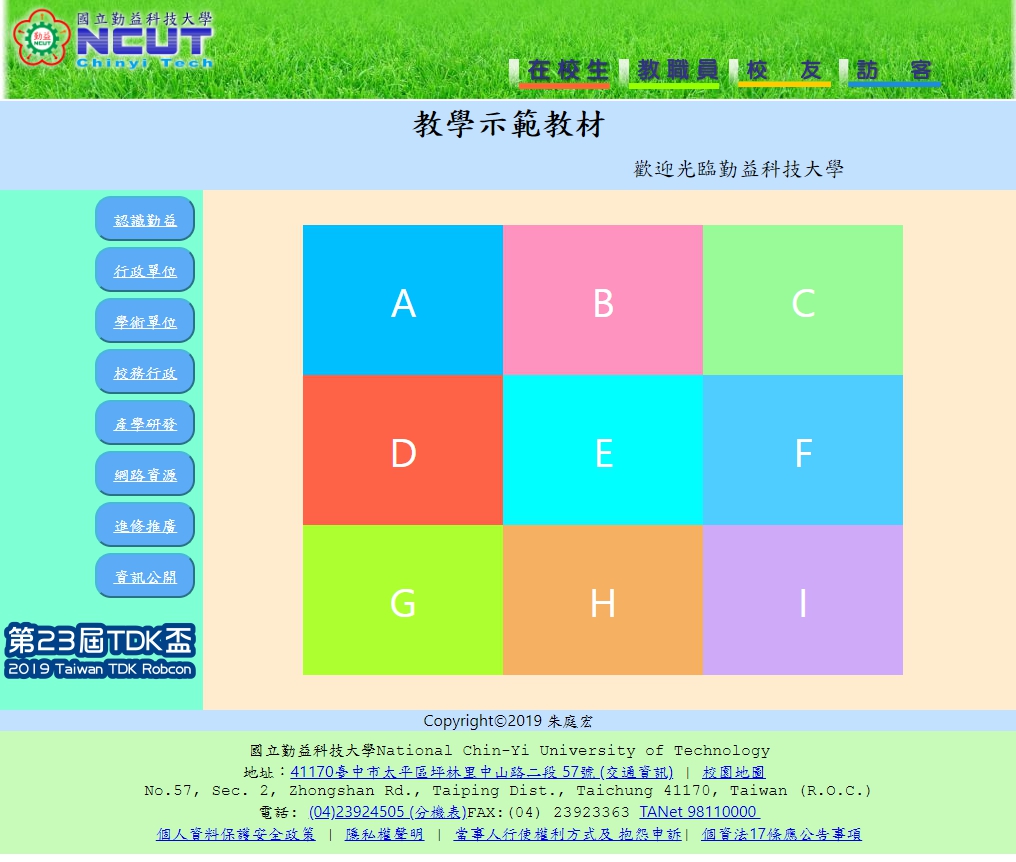 國立勤益科技大學
勤益
NCUT
NCUT
Chinyi Tech
在校生 教職員 校友 訪客
教學示範教材
歡迎光臨勤益科技大學
認識勤益
行政單位
學術單位
校務行政
產學研發
網路資源
進修推廣
資訊公開
第23屆TDK盃
2019 Taiwan TDK Robcon
A B C
D E F
G H I
Copyright©2019 朱庭宏
國立勤益科技大學National Chin-Yi University of Technology
地址：41170臺中市太平區坪林里中山路二段 57號 (交通資訊) | 校園地圖
No.57, Sec. 2, Zhongshan Rd., Taiping Dist., Taichung 41170, Taiwan (R.O.C.)
電話: (04)23924505 (分機表)FAX:(04) 23923363 TANet 98110000
個人資料保護安全政策 | 隱私權聲明 | 當事人行使權利方式及 抱怨申訴| 個資法17條應公告事項